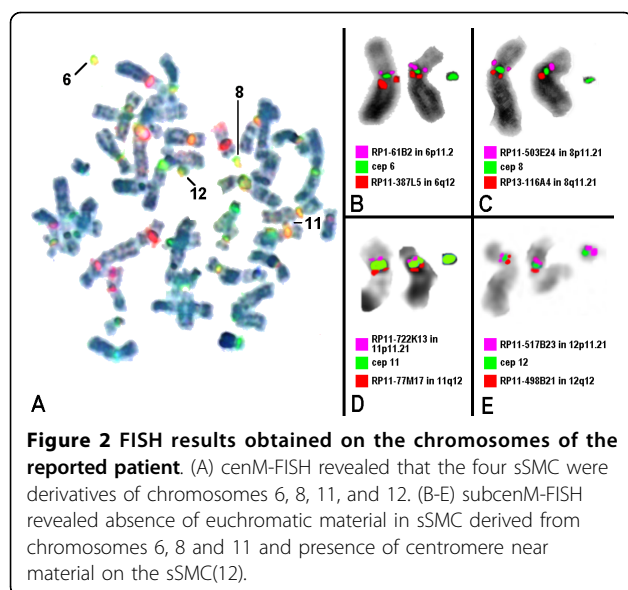 6
8
12
11
A
RP1-61B2 in 6p11.2
cep 6
RP11-387L5 in 6q12
B
RP11-503E24 in 8p11.21
cep 8
RP13-116A4 in 8q11.21
C
RP11-722K13 in
11p11.21
cep 11
RP11-77M17 in 11q12
D
RP11-517B23 in 12p11.21
cep 12
RP11-498B21 in 12q12
E
Figure 2 FISH results obtained on the chromosomes of the
reported patient. (A) cenM-FISH revealed that the four sSMC were
derivatives of chromosomes 6, 8, 11, and 12. (B-E) subcenM-FISH
revealed absence of euchromatic material in sSMC derived from
chromosomes 6, 8 and 11 and presence of centromere near
material on the sSMC(12).